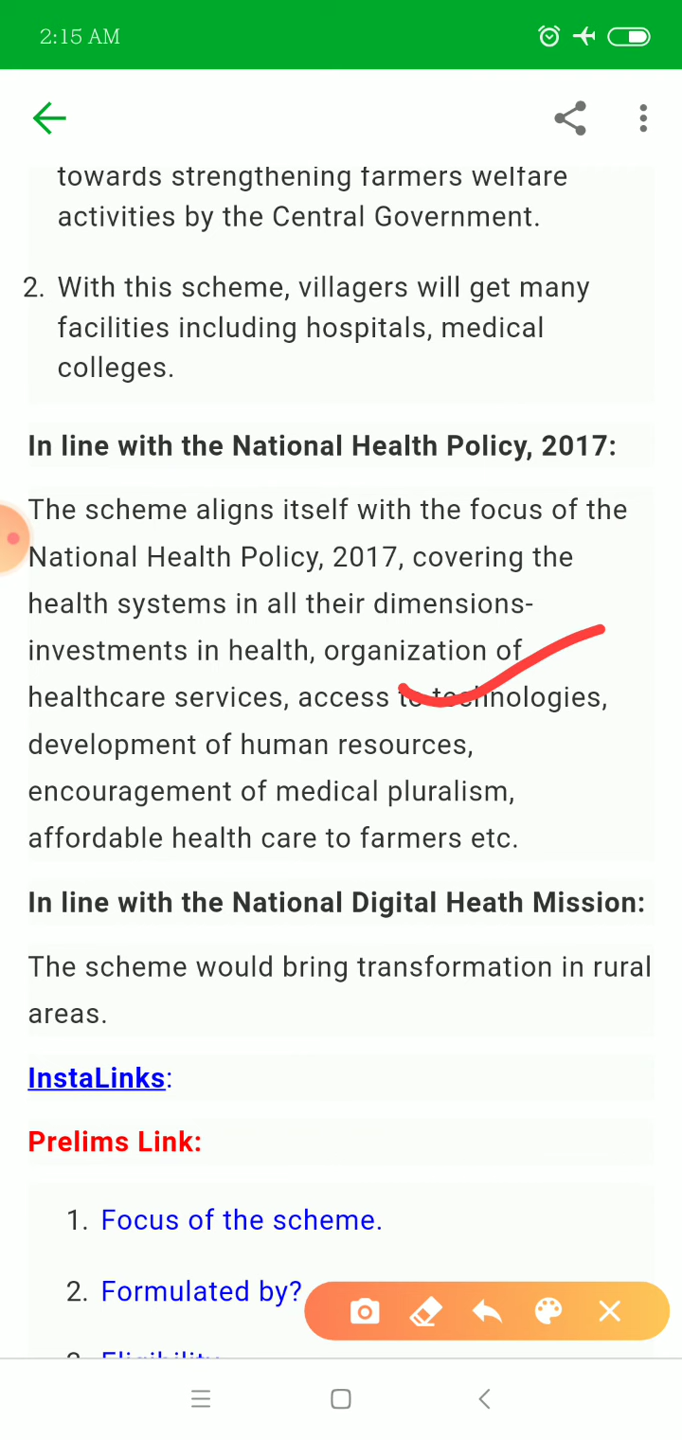 2:15 AM
towards strengthening farmers welfare
activities by the Central Government.
2. With this scheme, villagers will get many
facilities including hospitals, medical
colleges.
In line with the National Health Policy, 2017:
The scheme aligns itself with the focus of the
National Health Policy, 2017, covering the
health systems in all their dimensions-
investments in health, organization of
healthcare services, access to technologies,
development of human resources,
encouragement of medical pluralism,
affordable health care to farmers etc.
In line with the National Digital Heath Mission:
The scheme would bring transformation in rural
areas.
InstaLinks:
Prelims Link:
1. Focus of the scheme.
2. Formulated by?